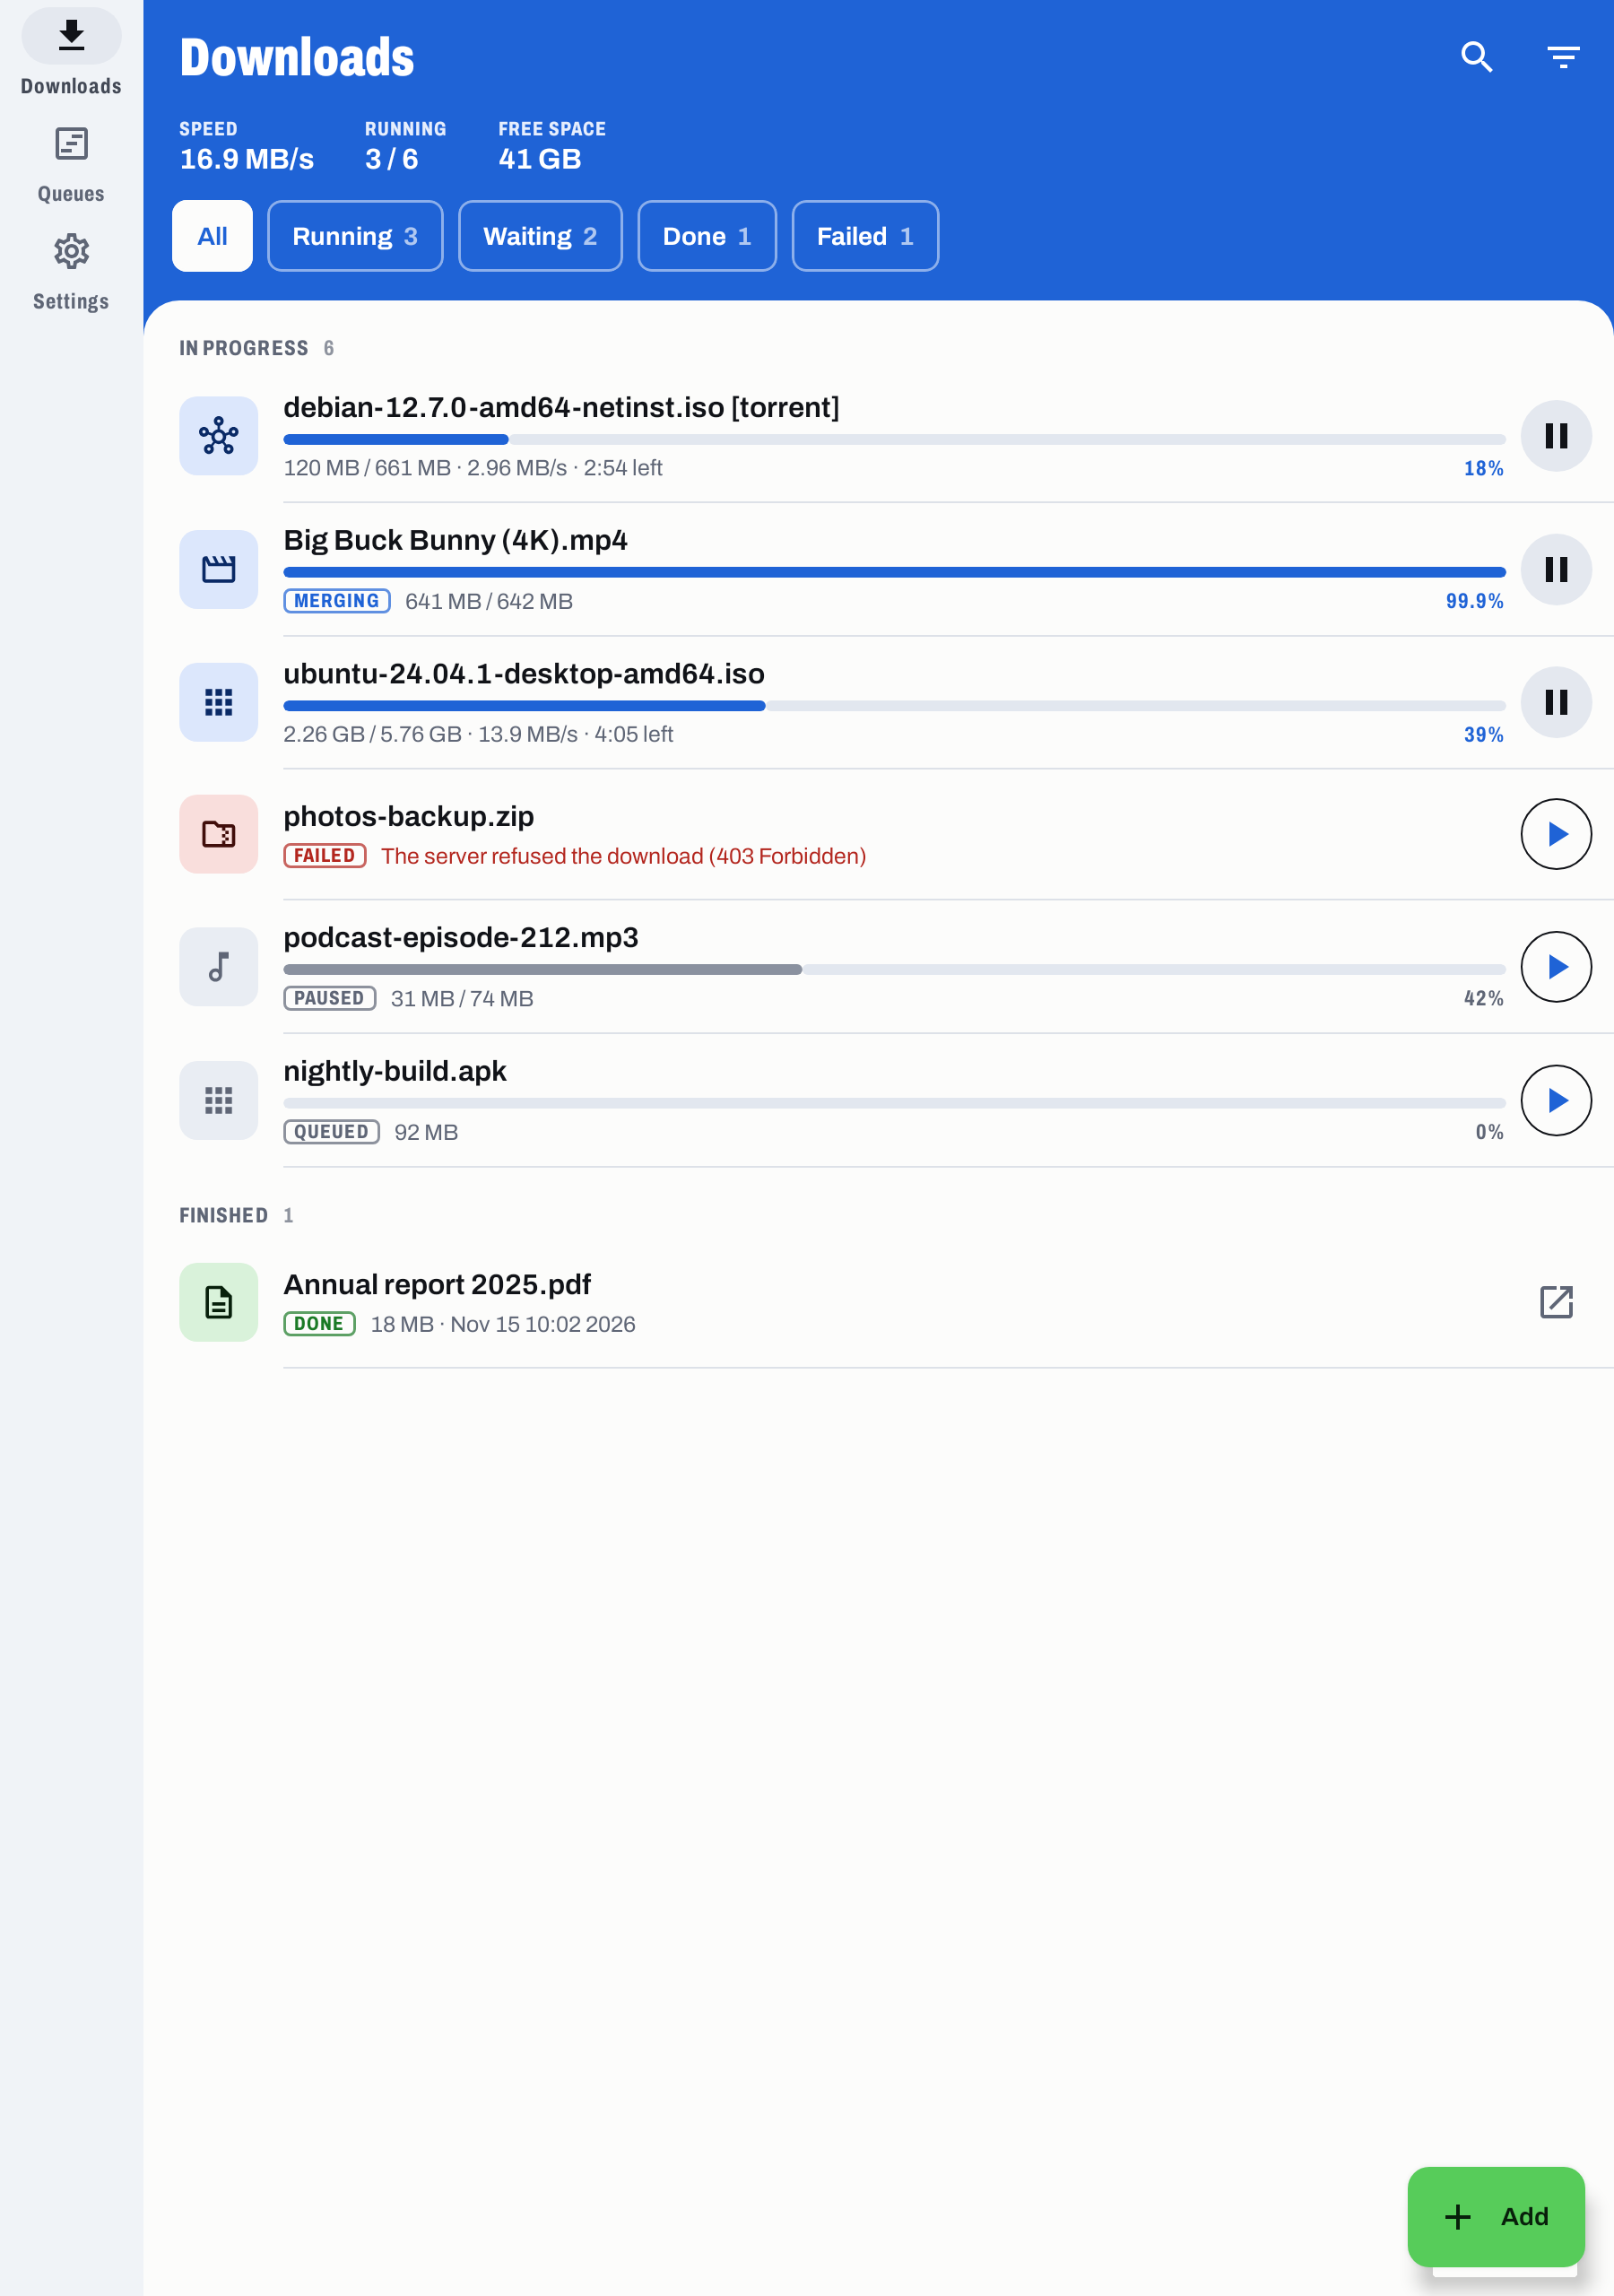 Downloads
Queues
Settings
Downloads
SPEED RUNNING FREE SPACE
16.9 MB/s 3 / 6 41 GB
All Running 3 Waiting 2 Done 1 Failed 1
IN PROGRESS 6
debian-12.7.0-amd64-netinst.iso [torrent]
120 MB / 661 MB · 2.96 MB/s · 2:54 left 18%
Big Buck Bunny (4K).mp4
MERGING 641 MB / 642 MB 99.9%
ubuntu-24.04.1-desktop-amd64.iso
2.26 GB / 5.76 GB · 13.9 MB/s · 4:05 left 39%
photos-backup.zip
FAILED The server refused the download (403 Forbidden)
podcast-episode-212.mp3
PAUSED 31 MB / 74 MB 42%
nightly-build.apk
QUEUED 92 MB 0%
FINISHED 1
Annual report 2025.pdf
DONE 18 MB · Nov 15 10:02 2026
Add